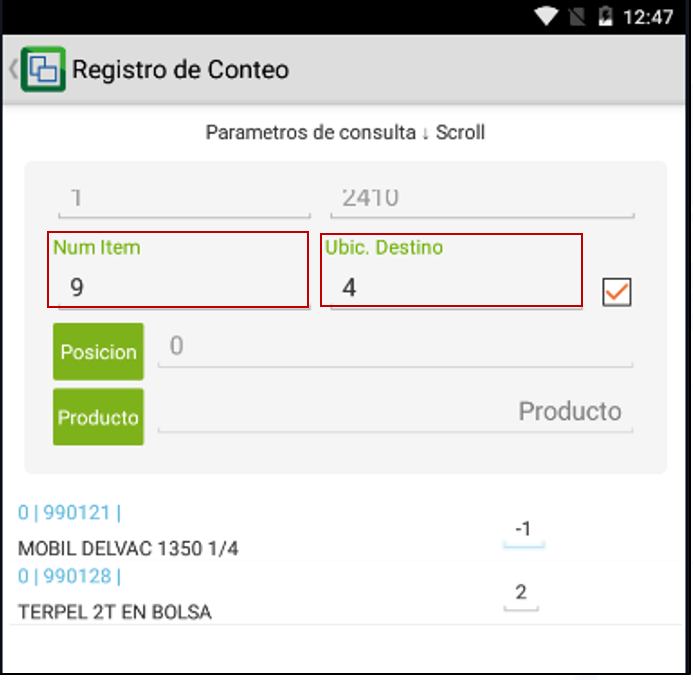 12:47
Registro de Conteo
Parametros de consulta ↓ Scroll
1 2410
Num Item Ubic. Destino
9 4
Posicion 0
Producto Producto
0 | 990121 |
MOBIL DELVAC 1350 1/4 -1
0 | 990128 |
TERPEL 2T EN BOLSA 2